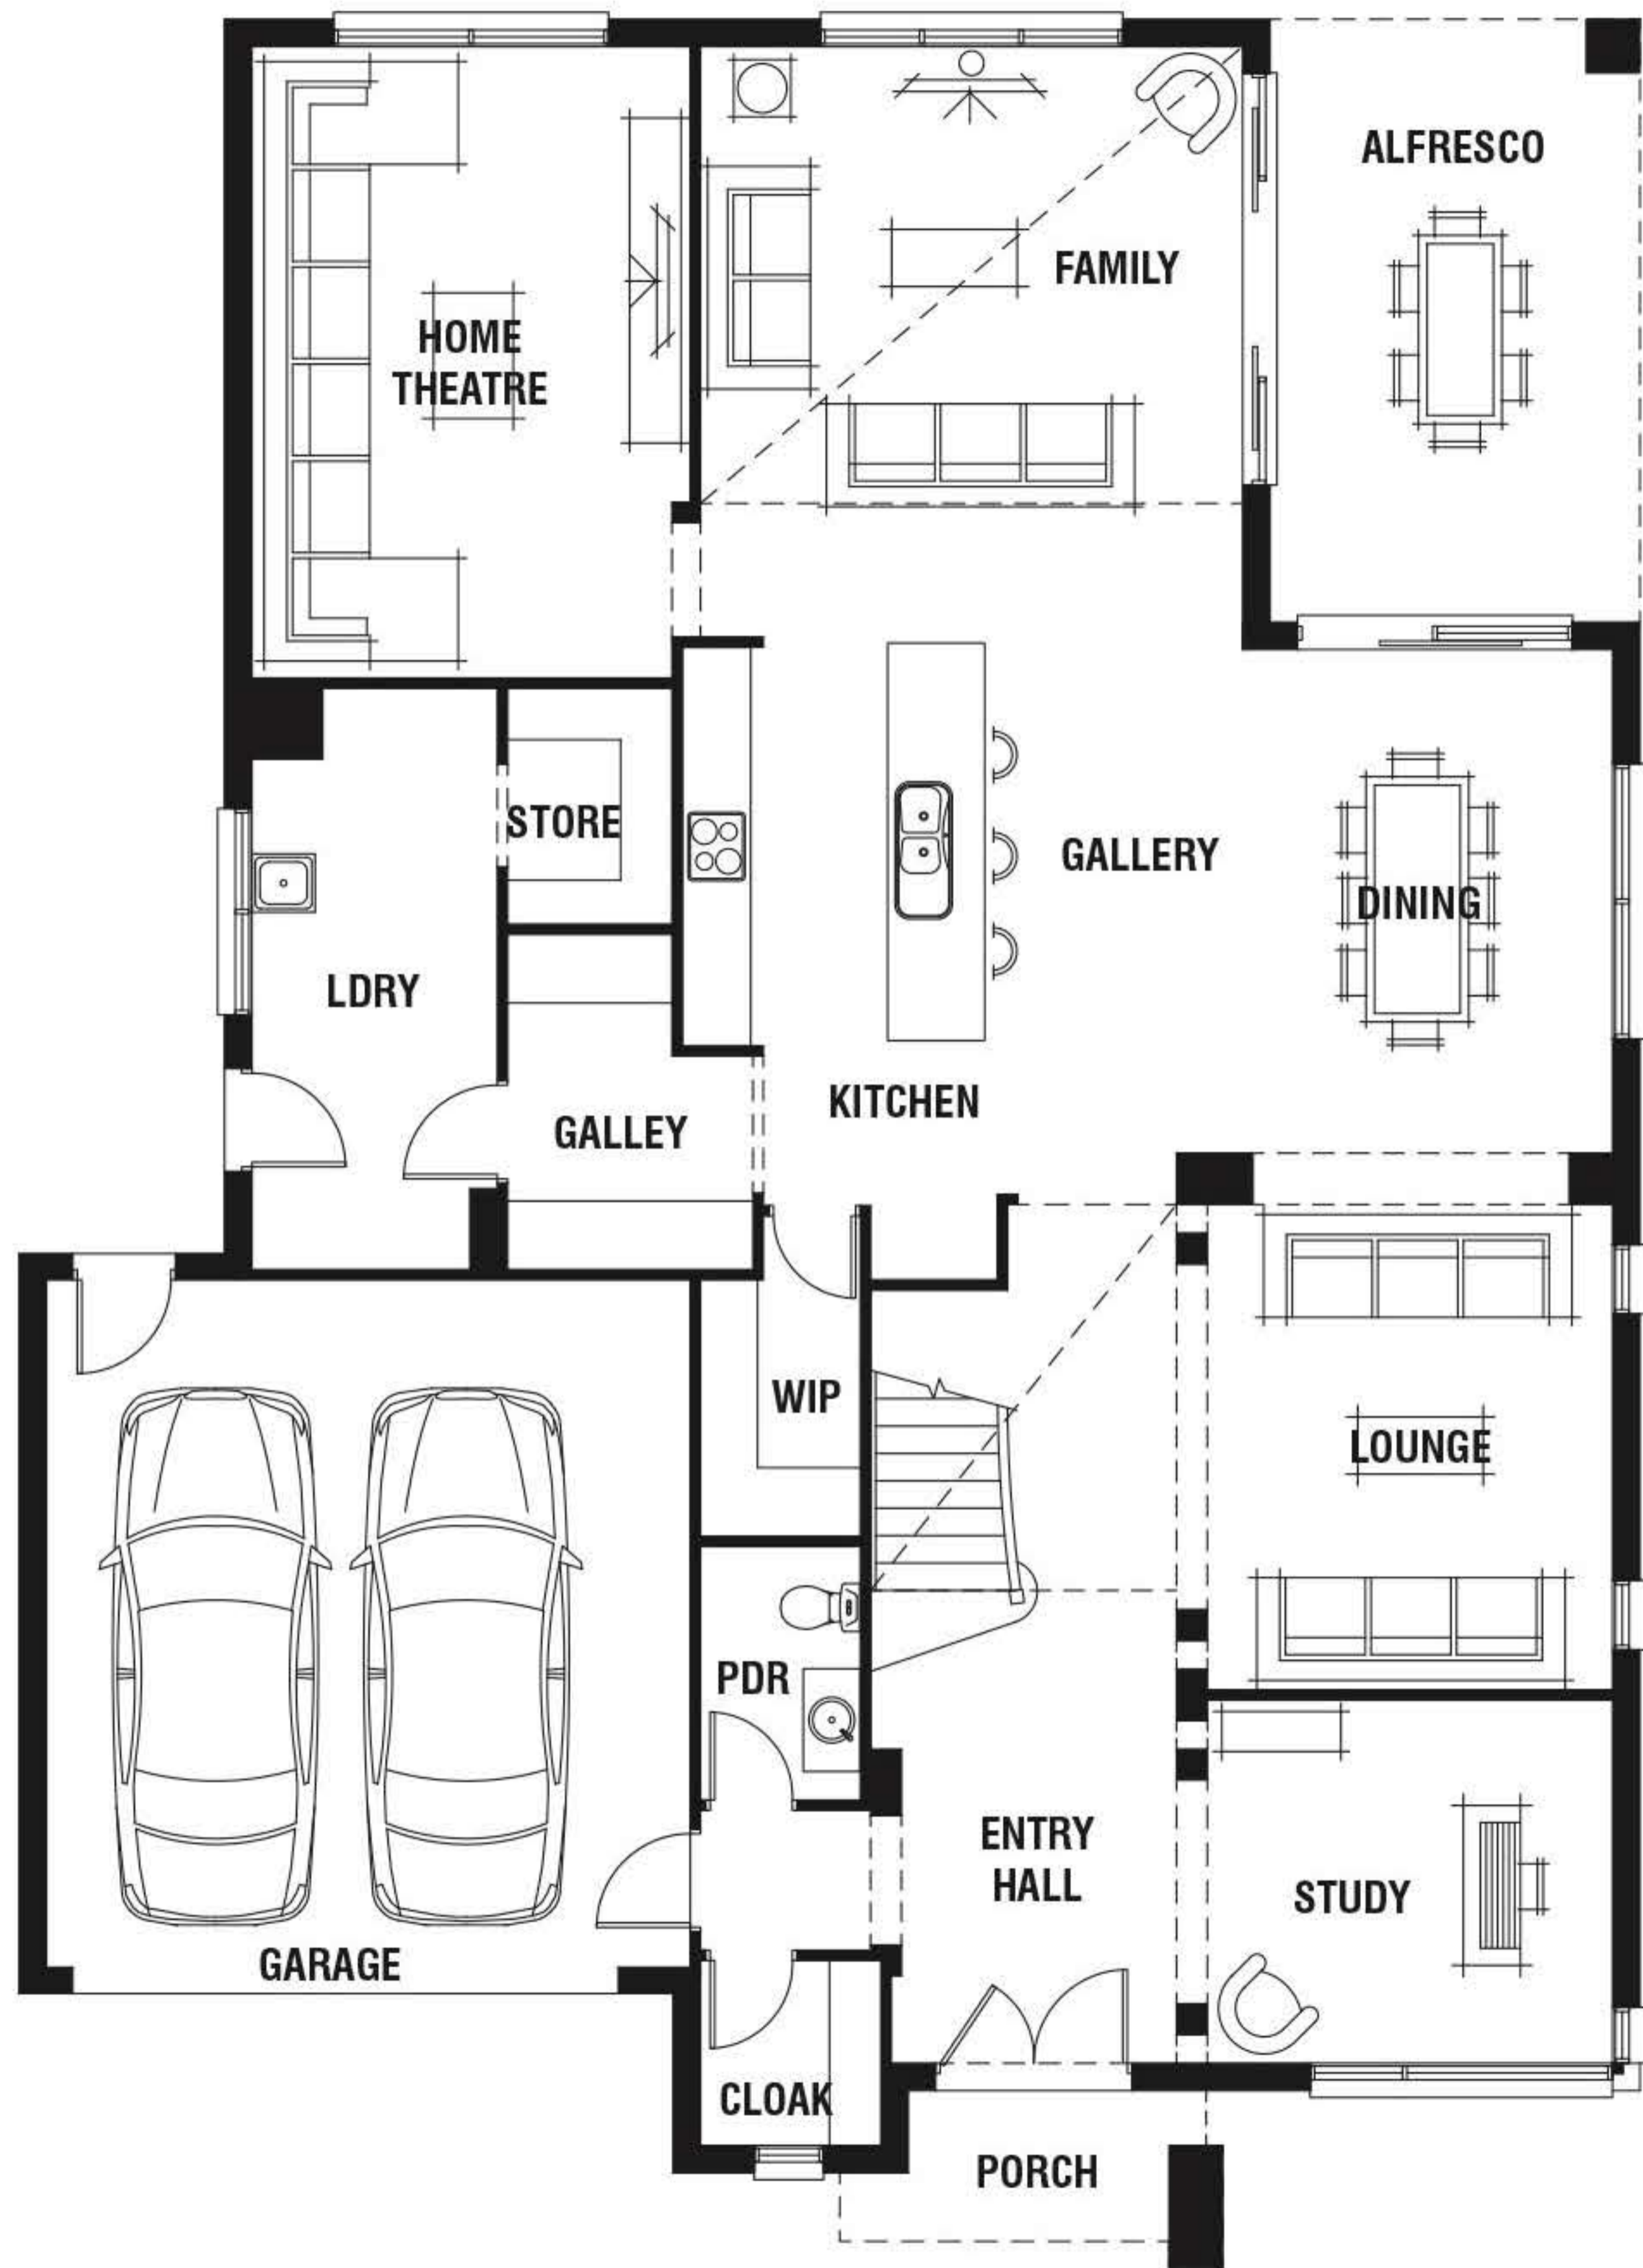 ALFRESCO
FAMILY
HOME
THEATRE
STORE
GALLERY
DINING
LDRY
KITCHEN
GALLEY
WIP
LOUNGE
PDR
ENTRY
HALL
STUDY
GARAGE
CLOAK
PORCH